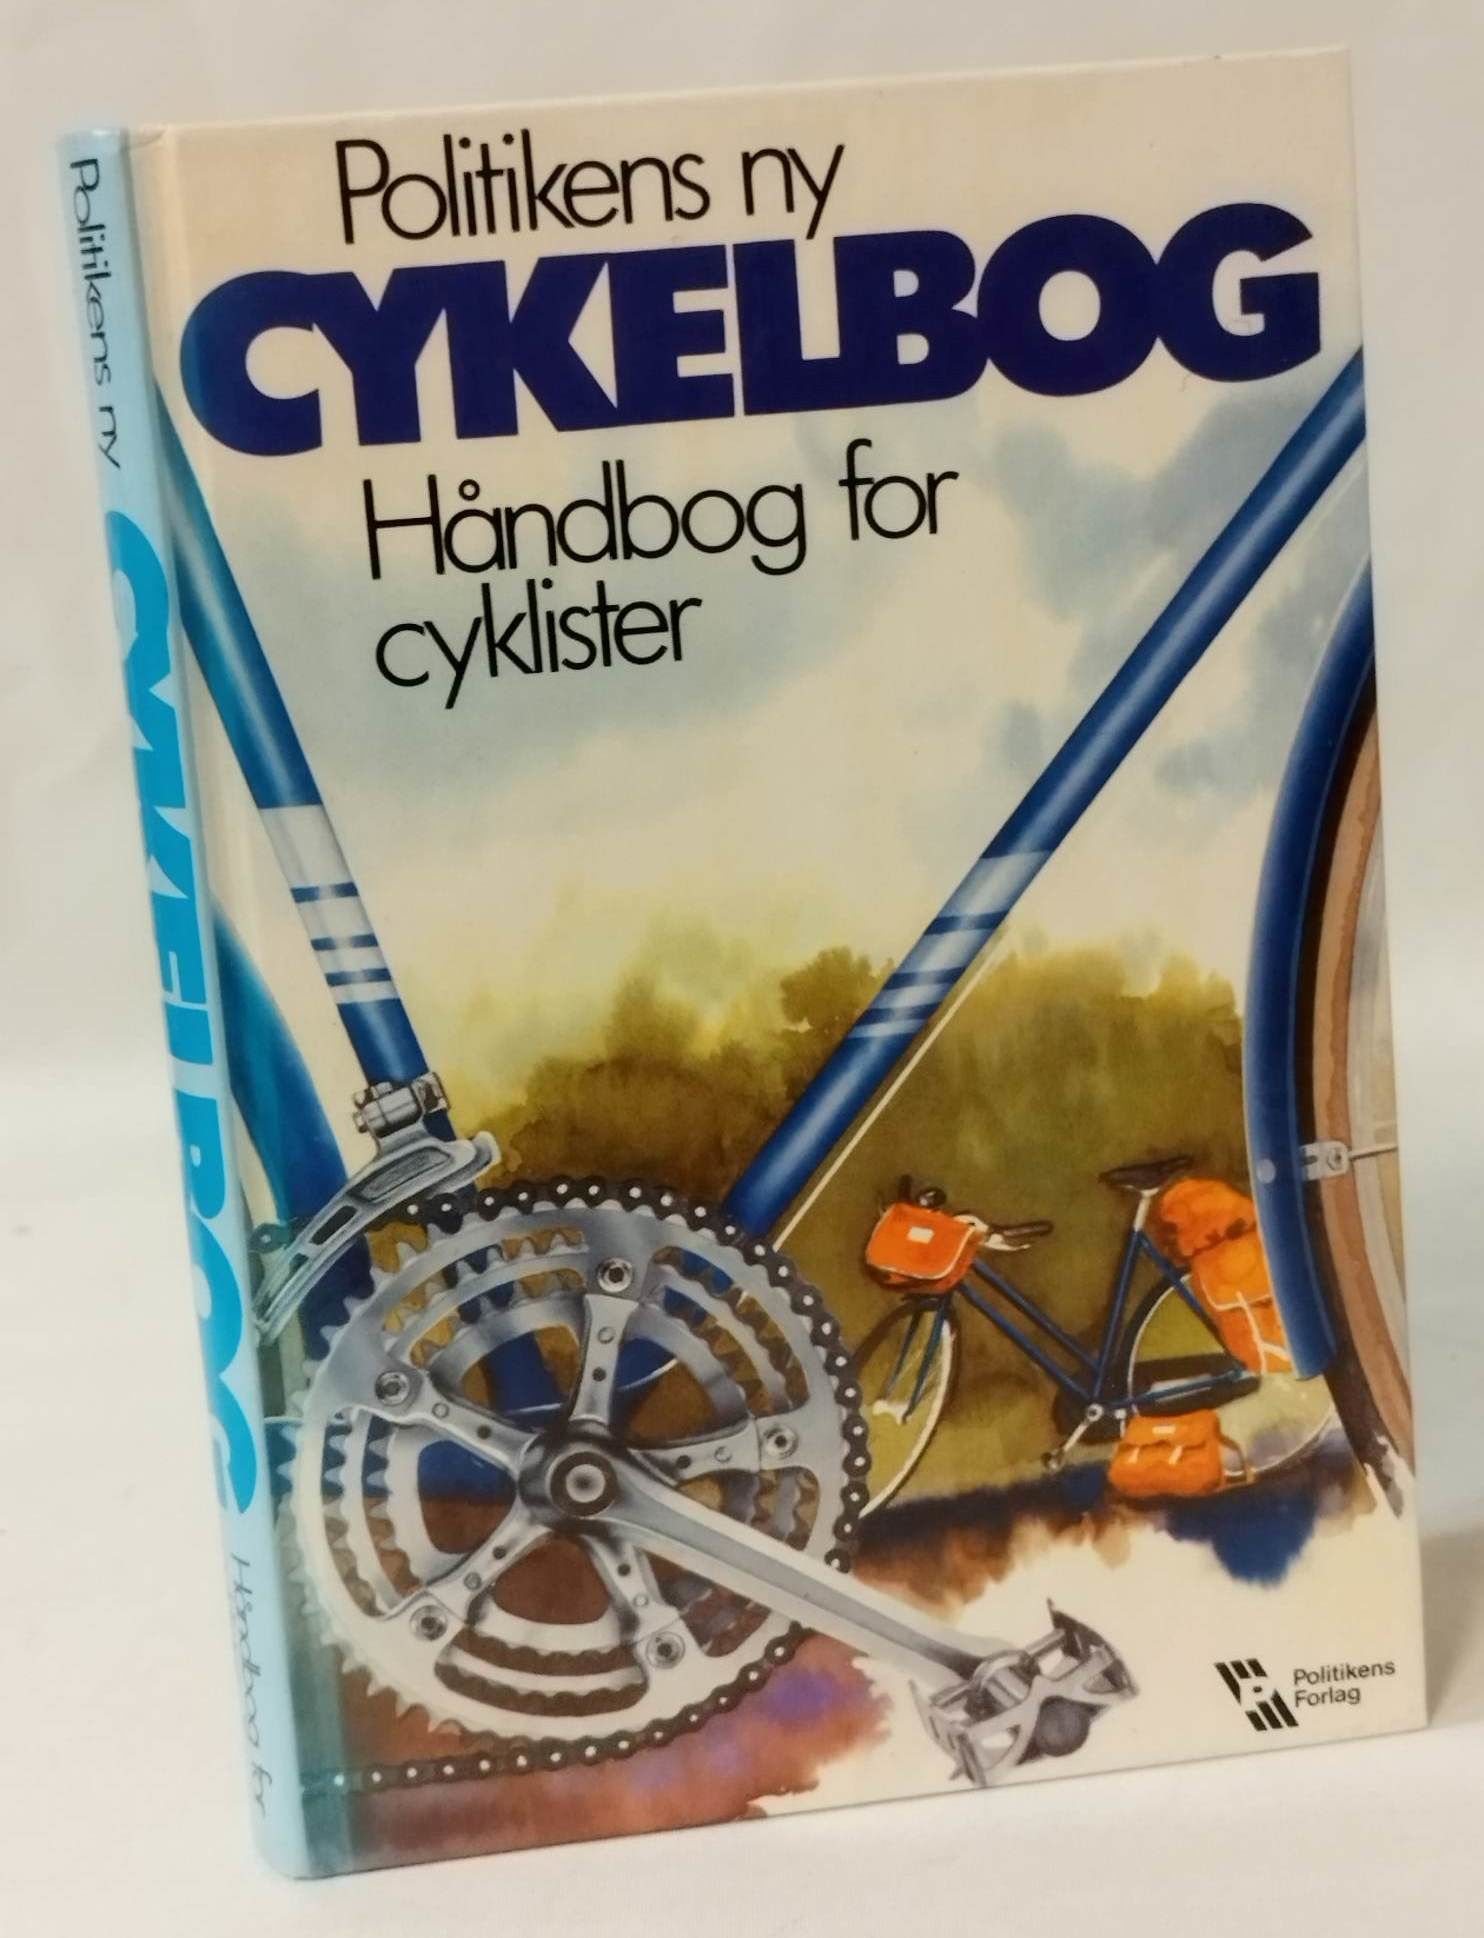 Politikens ny
CYKELBOG
Håndbog for
cyklister
Politikens
Forlag
Politikens ny CYKELBOG Håndbog for